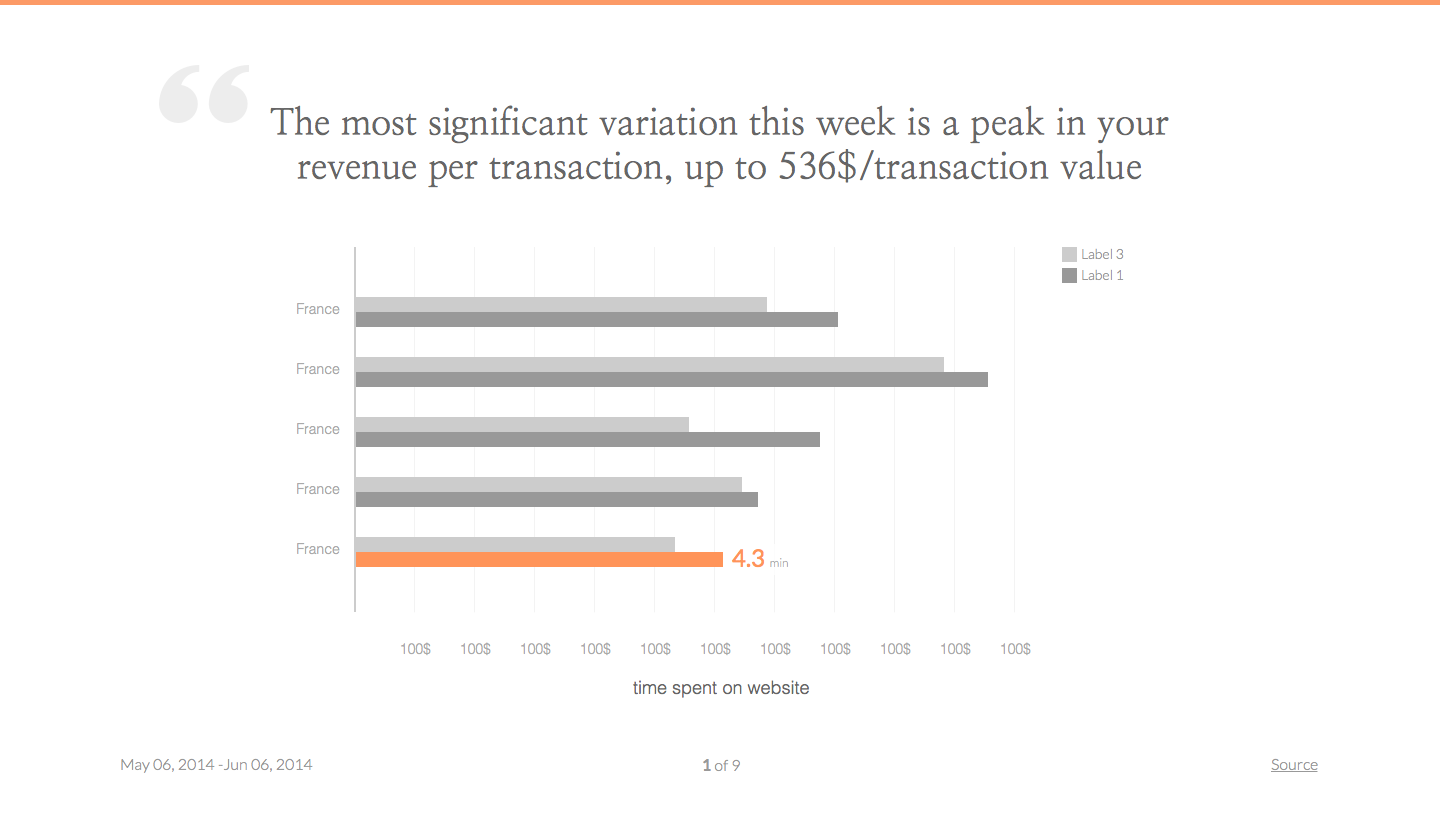 “
The most significant variation this week is a peak in your
revenue per transaction, up to 536$/transaction value
Label 3
Label 1
France
France
France
France
France
4.3 min
100$ 100$ 100$ 100$ 100$ 100$ 100$ 100$ 100$ 100$ 100$
time spent on website
May 06, 2014 -Jun 06, 2014
1 of 9
Source